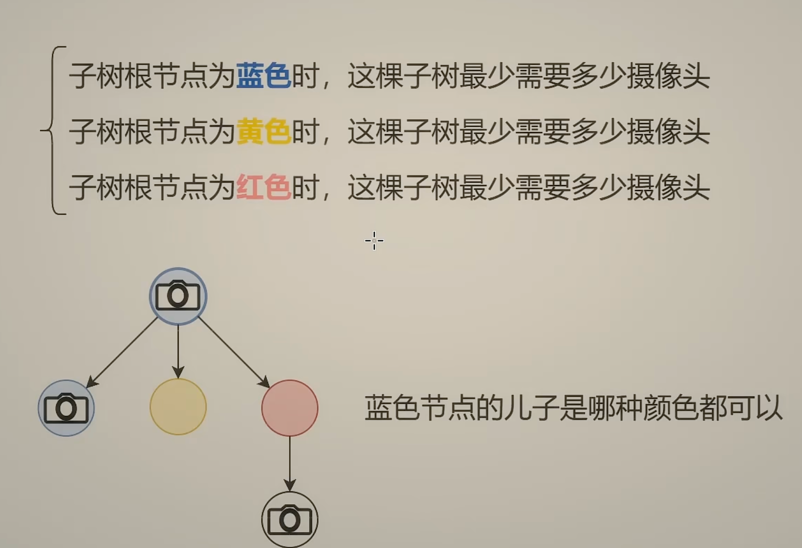 子树根节点为蓝色时，这棵子树最少需要多少摄像头
子树根节点为黄色时，这棵子树最少需要多少摄像头
子树根节点为红色时，这棵子树最少需要多少摄像头
蓝色节点的儿子是哪种颜色都可以